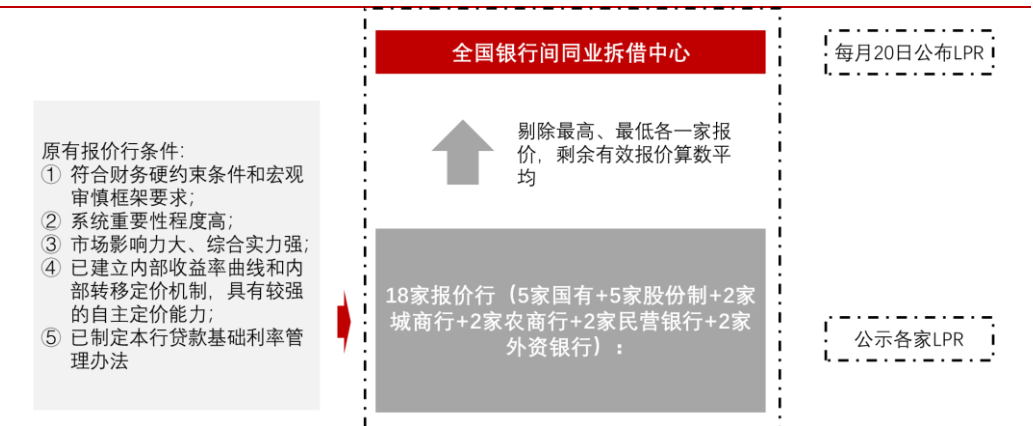 全国银行间同业拆借中心
每月20日公布LPR
剔除最高、最低各一家报
价，剩余有效报价算数平
均
原有报价行条件：
① 符合财务硬约束条件和宏观
审慎框架要求；
② 系统重要性程度高；
③ 市场影响力大、综合实力强；
④ 已建立内部收益率曲线和内
部转移定价机制，具有较强
的自主定价能力；
⑤ 已制定本行贷款基础利率管
理办法
18家报价行（5家国有+5家股份制+2家
城商行+2家农商行+2家民营银行+2家
外资银行）：
公示各家LPR